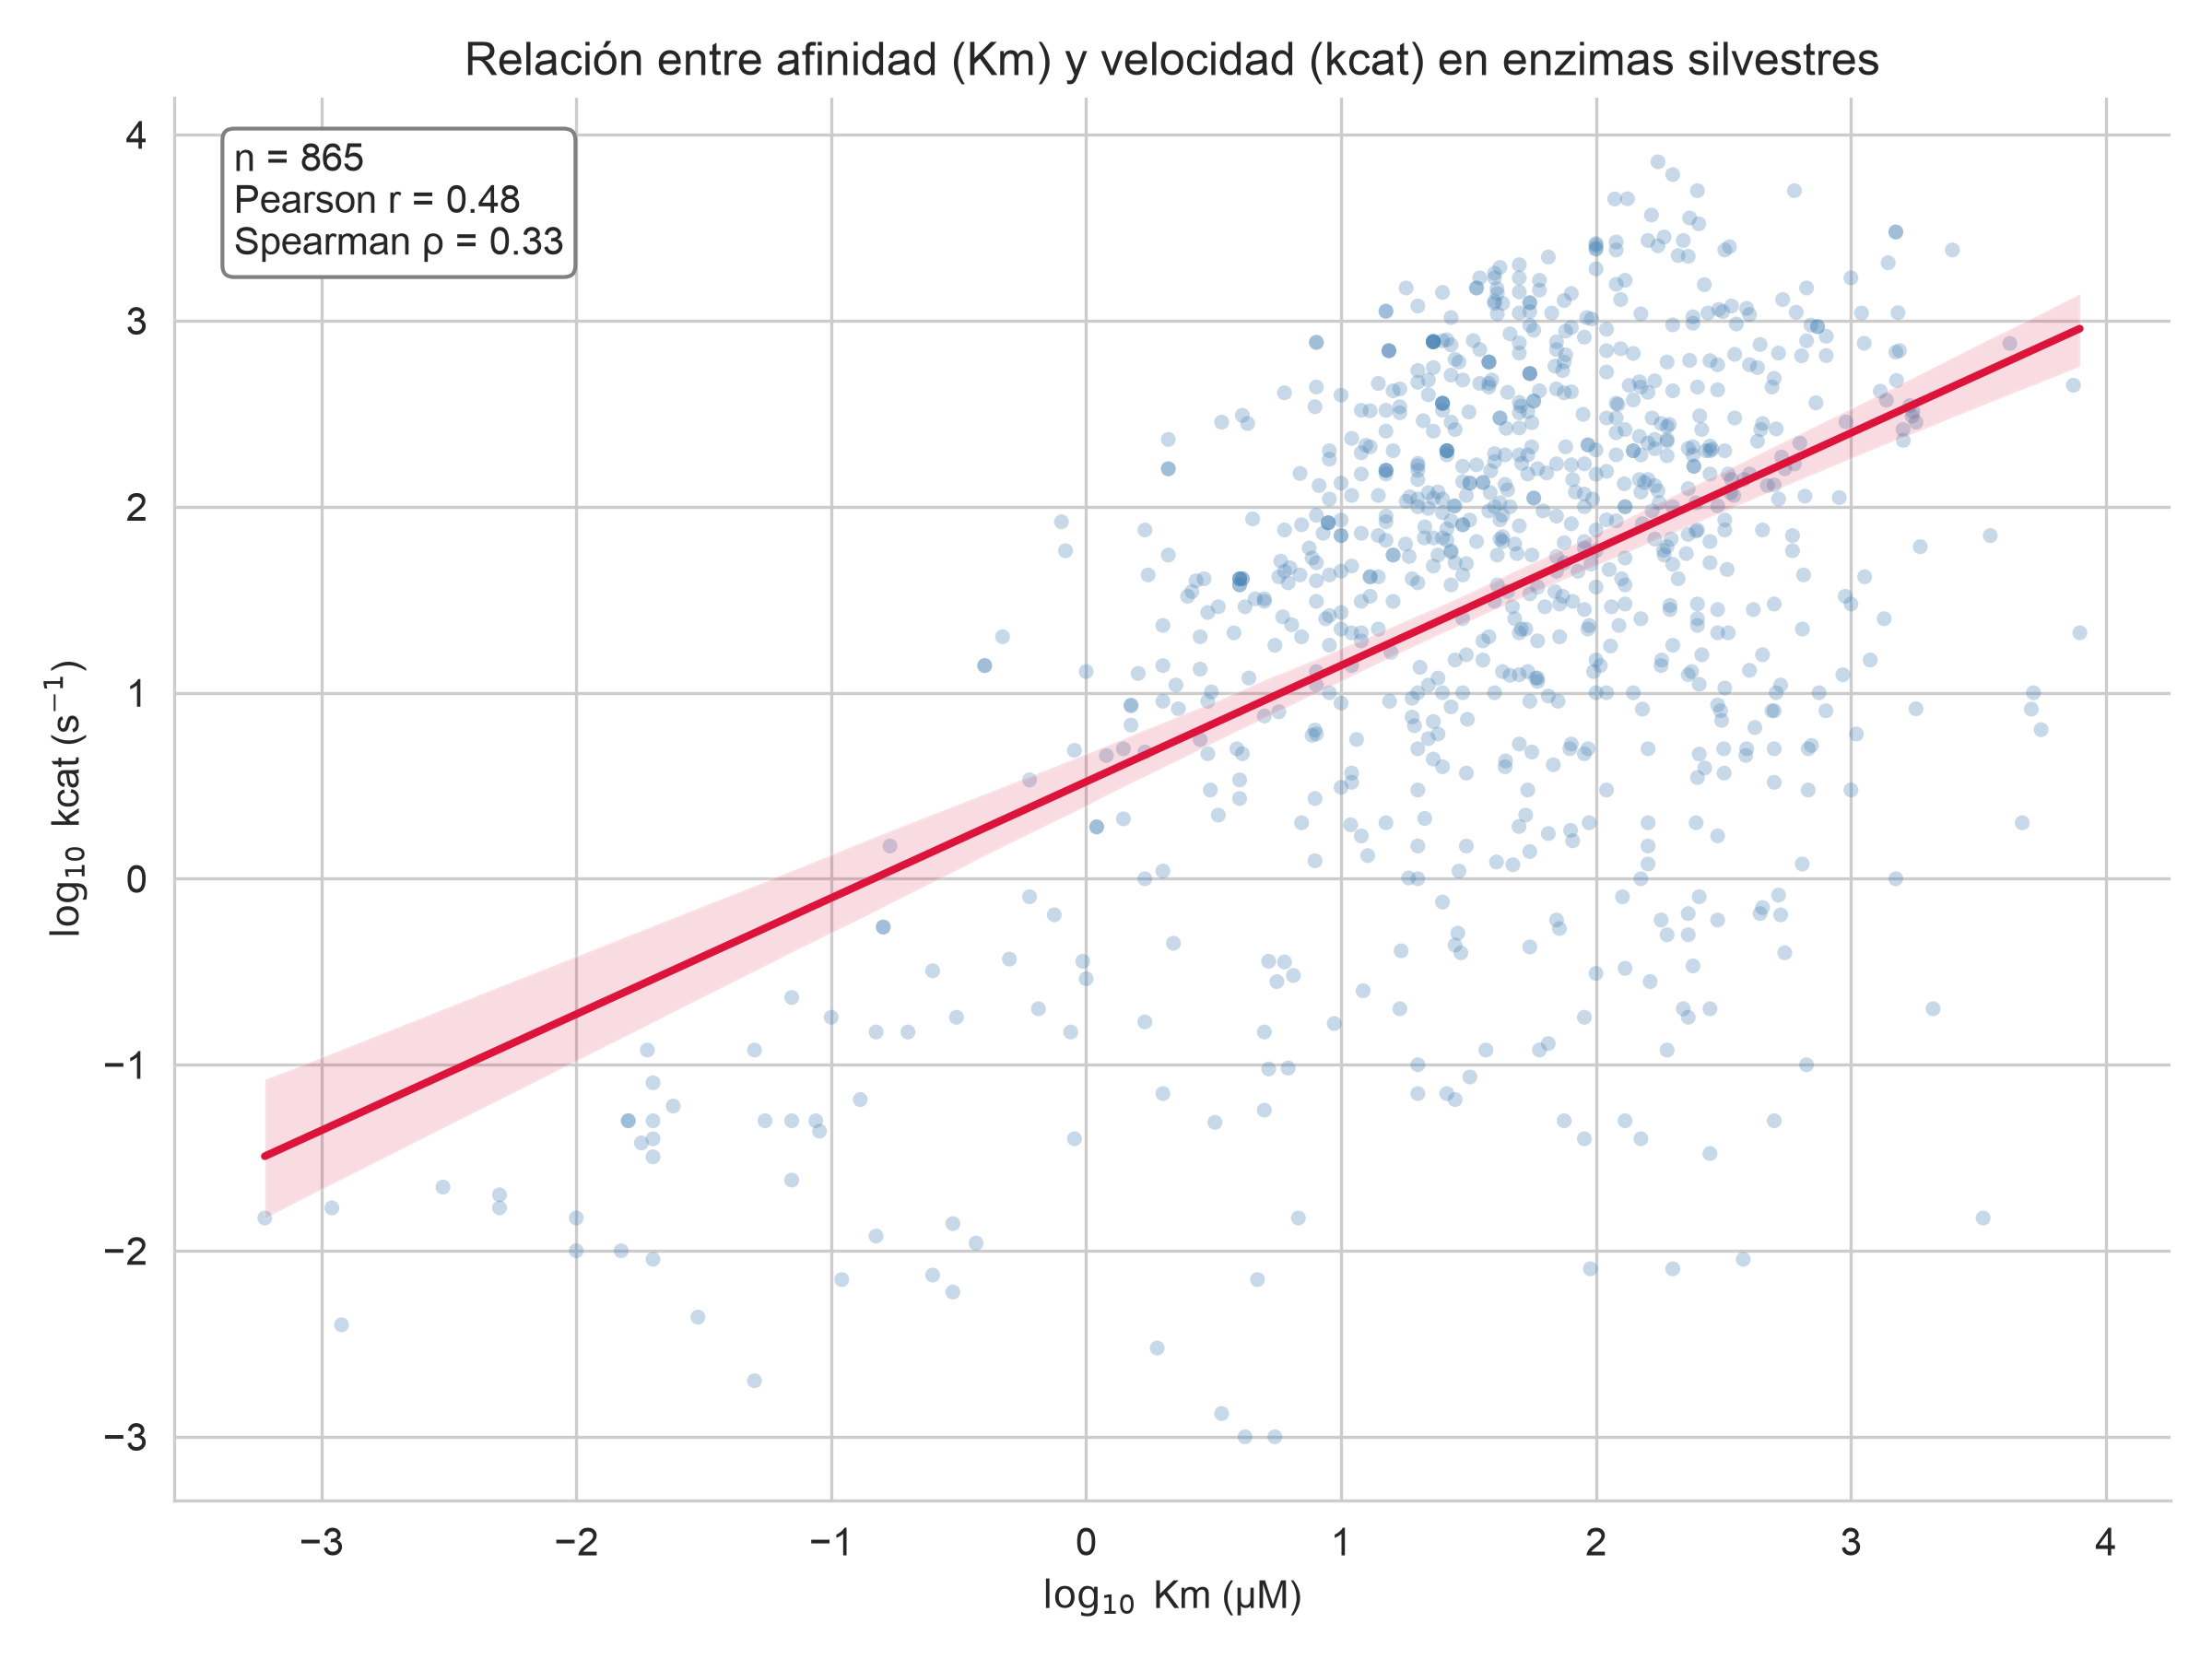 Relación entre afinidad (Km) y velocidad (kcat) en enzimas silvestres
n = 865
Pearson r = 0.48
Spearman ρ = 0.33
4
3
2
1
0
−1
−2
−3
log₁₀ kcat (s⁻¹)
−3 −2 −1 0 1 2 3 4
log₁₀ Km (µM)